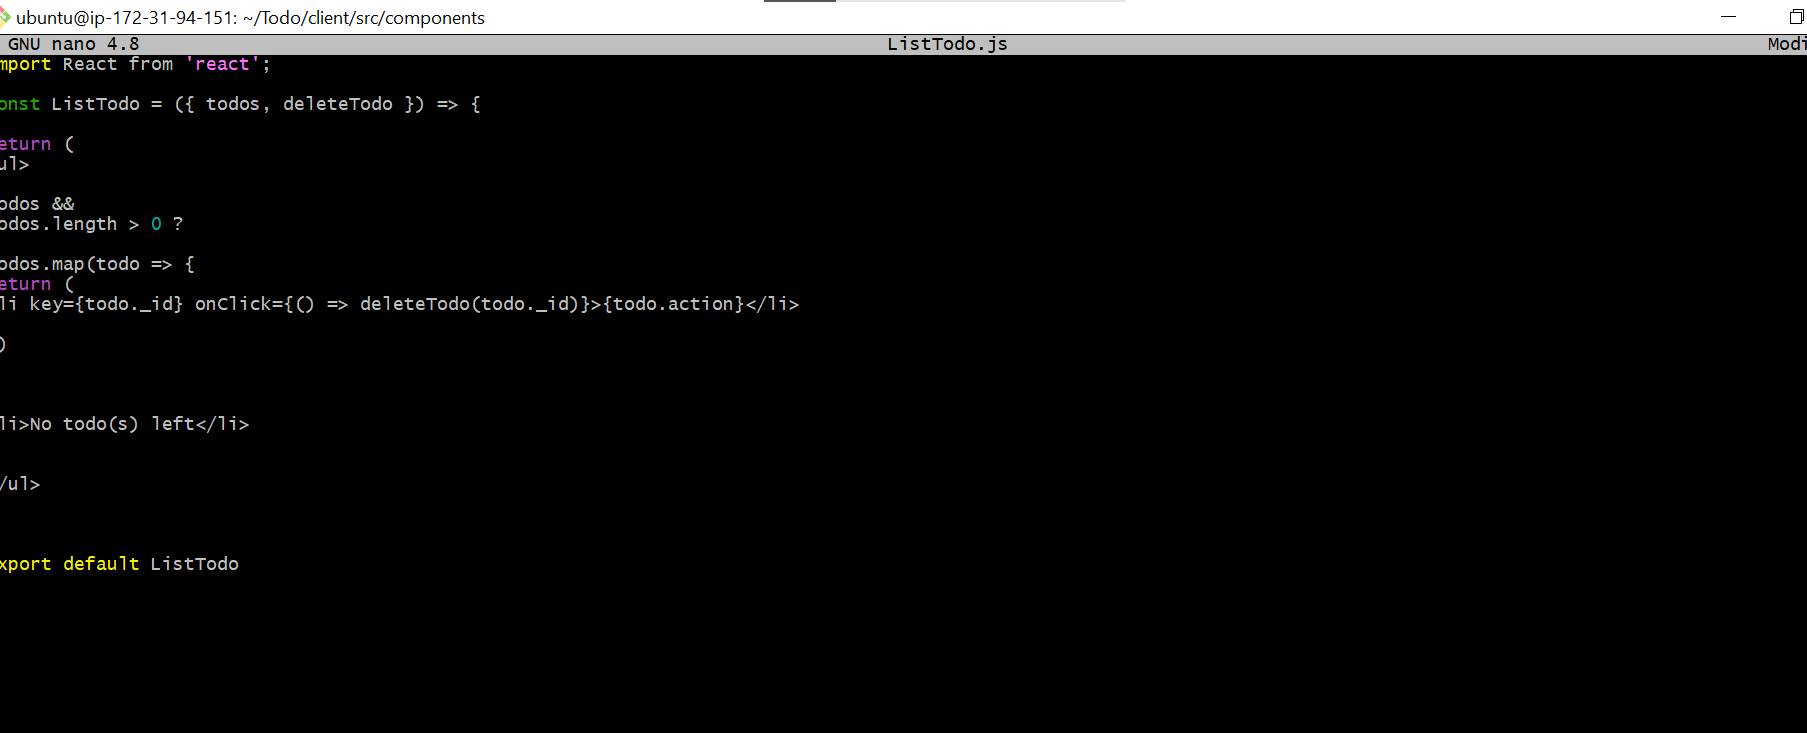 ubuntu@ip-172-31-94-151: ~/Todo/client/src/components
GNU nano 4.8 ListTodo.js Modi
mport React from 'react';
onst ListTodo = ({ todos, deleteTodo }) => {
eturn (
ul>
odos &&
odos.length > 0 ?
odos.map(todo => {
eturn (
li key={todo._id} onClick={() => deleteTodo(todo._id)}>{todo.action}</li>
)
li>No todo(s) left</li>
/ul>
xport default ListTodo